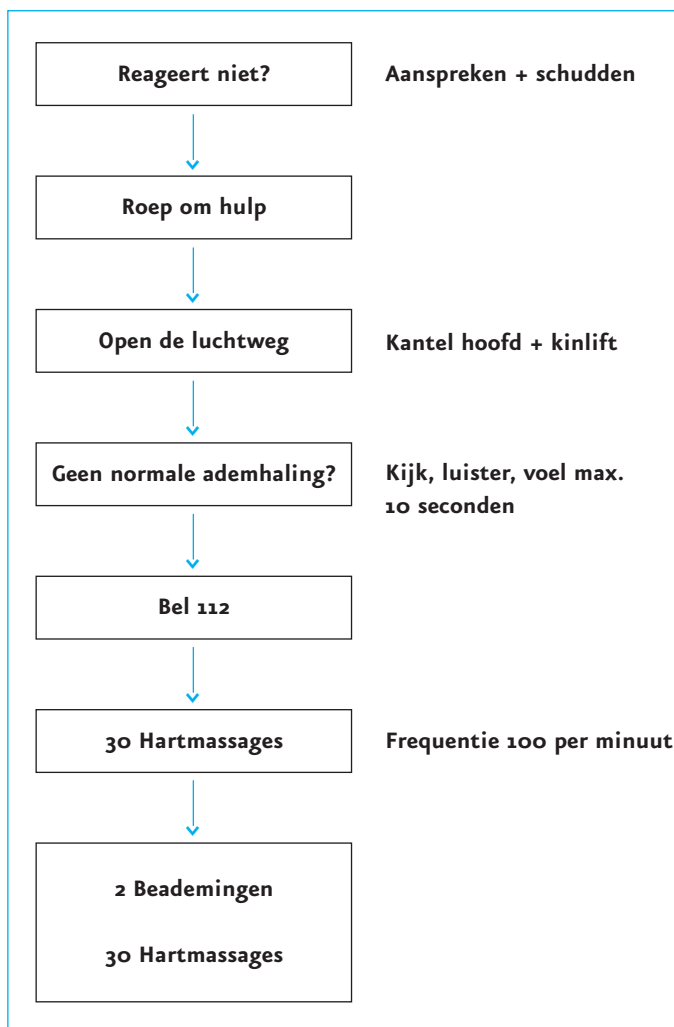 Reageert niet?
Aanspreken + schudden
Roep om hulp
Open de luchtweg
Kantel hoofd + kinlift
Geen normale ademhaling?
Kijk, luister, voel max.
10 seconden
Bel 112
30 Hartmassages
Frequentie 100 per minuut
2 Beademingen
30 Hartmassages